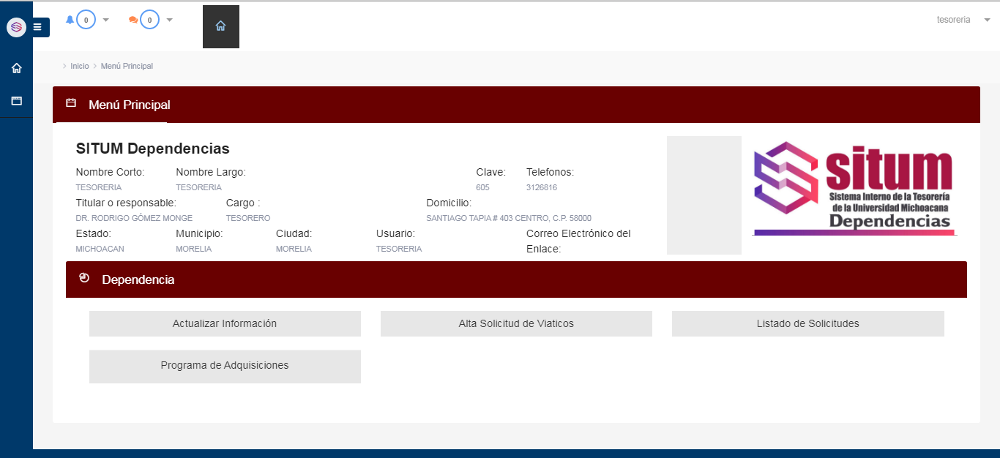 0
0
tesoreria
Inicio
Menú Principal
Menú Principal
SITUM Dependencias
Nombre Corto: Nombre Largo: Clave: Telefonos:
TESORERIA TESORERIA 605 3126816
Titular o responsable: Cargo : Domicilio:
DR. RODRIGO GÓMEZ MONGE TESORERO SANTIAGO TAPIA # 403 CENTRO, C.P. 58000
Estado: Municipio: Ciudad: Usuario: Correo Electrónico del
Enlace:
MICHOACAN MORELIA MORELIA TESORERIA
situm
Sistema Interno de la Tesorería
de la Universidad Michoacana
Dependencias
Dependencia
Actualizar Información Alta Solicitud de Viaticos Listado de Solicitudes
Programa de Adquisiciones